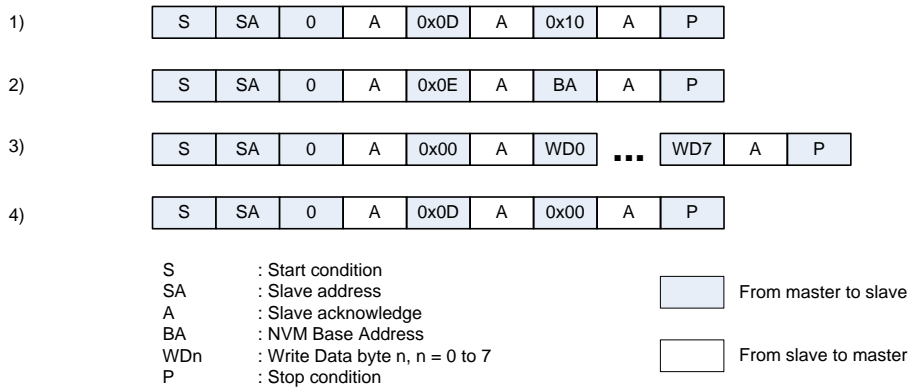 1) S SA 0 A 0x0D A 0x10 A P
2) S SA 0 A 0x0E A BA A P
3) S SA 0 A 0x00 A WD0 ... WD7 A P
4) S SA 0 A 0x0D A 0x00 A P
S : Start condition
SA : Slave address
A : Slave acknowledge
BA : NVM Base Address
WDn : Write Data byte n, n = 0 to 7
P : Stop condition
From master to slave
From slave to master